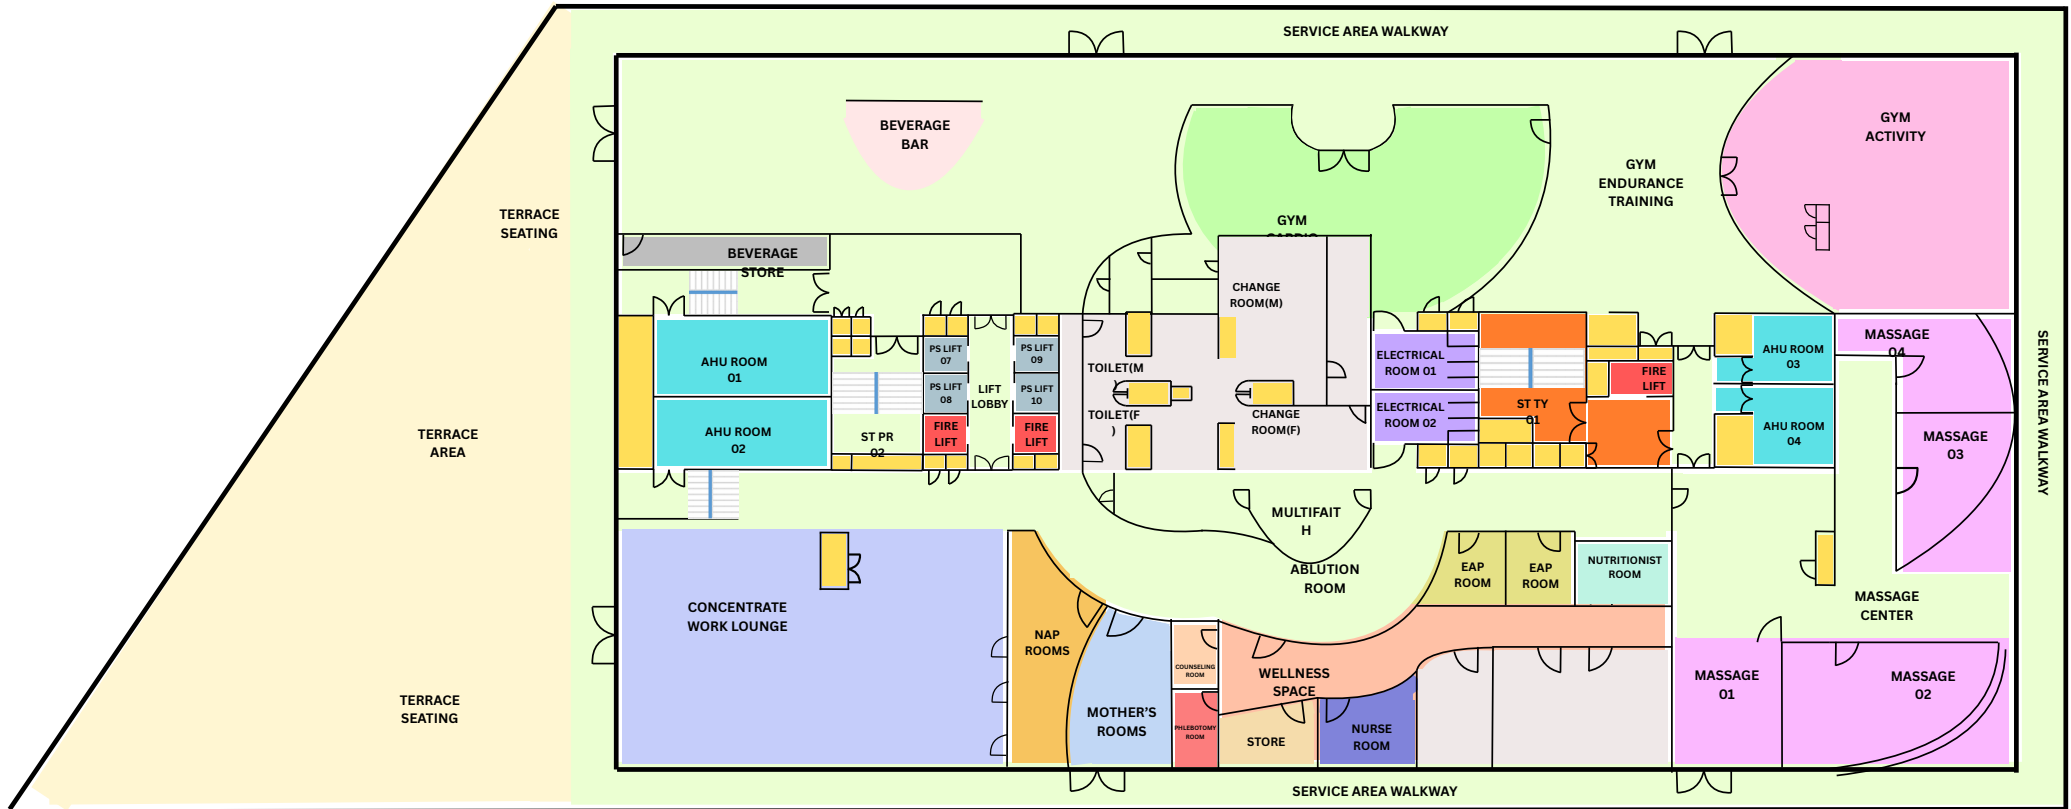 SERVICE AREA WALKWAY
BEVERAGE
BAR
GYM
ACTIVITY
GYM
ENDURANCE
TRAINING
TERRACE
SEATING
GYM
CARDIO
BEVERAGE
STORE
CHANGE
ROOM(M)
AHU ROOM
01
PS LIFT
07
PS LIFT
09
TOILET(M
)
ELECTRICAL
ROOM 01
FIRE
LIFT
AHU ROOM
03
MASSAGE
04
SERVICE AREA WALKWAY
PS LIFT
08
LIFT
LOBBY
PS LIFT
10
TOILET(F
)
CHANGE
ROOM(F)
ELECTRICAL
ROOM 02
ST TY
01
TERRACE
AREA
AHU ROOM
02
ST PR
02
FIRE
LIFT
FIRE
LIFT
AHU ROOM
04
MASSAGE
03
MULTIFAIT
H
ABLUTION
ROOM
EAP
ROOM
EAP
ROOM
NUTRITIONIST
ROOM
MASSAGE
CENTER
CONCENTRATE
WORK LOUNGE
NAP
ROOMS
COUNSELING
ROOM
WELLNESS
SPACE
MASSAGE
01
MASSAGE
02
TERRACE
SEATING
MOTHER'S
ROOMS
PHLEBOTOMY
ROOM
STORE
NURSE
ROOM
SERVICE AREA WALKWAY